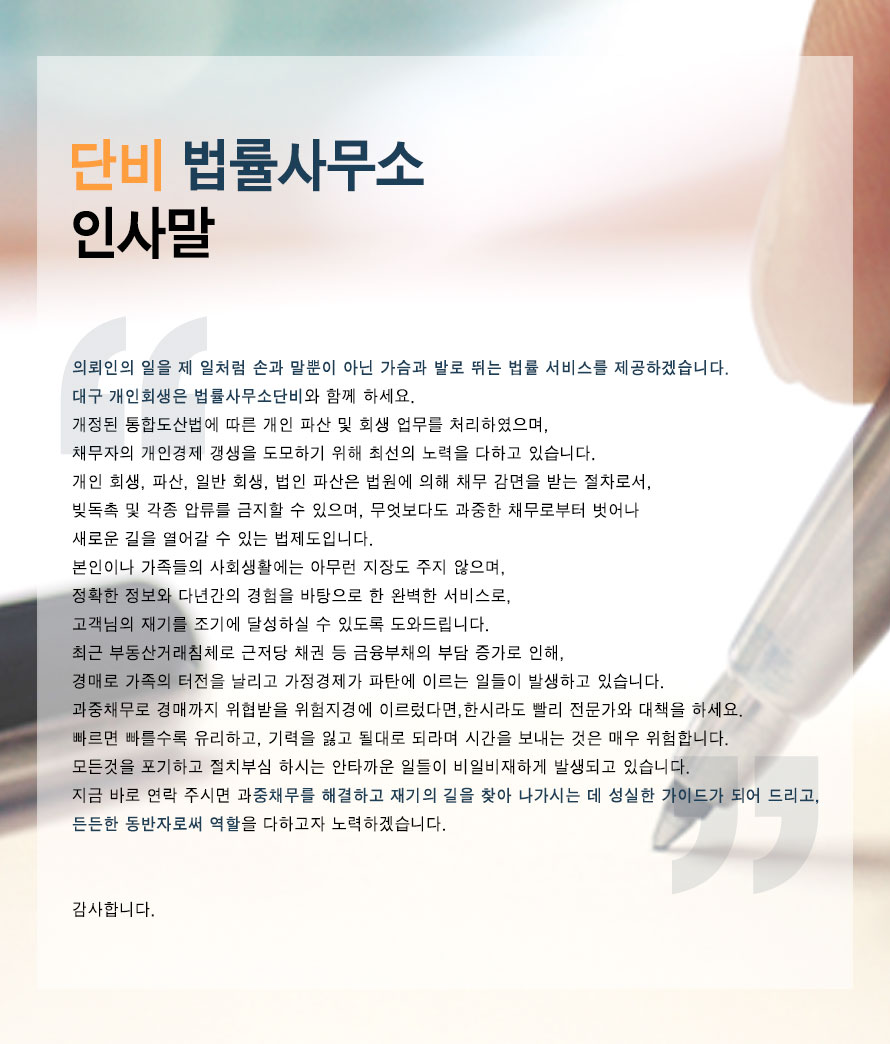 단비 법률사무소
인사말
의뢰인의 일을 제 일처럼 손과 말뿐이 아닌 가슴과 발로 뛰는 법률 서비스를 제공하겠습니다.
대구 개인회생은 법률사무소단비와 함께 하세요.
개정된 통합도산법에 따른 개인 파산 및 회생 업무를 처리하였으며,
채무자의 개인경제 갱생을 도모하기 위해 최선의 노력을 다하고 있습니다.
개인 회생, 파산, 일반 회생, 법인 파산은 법원에 의해 채무 감면을 받는 절차로서,
빚독촉 및 각종 압류를 금지할 수 있으며, 무엇보다도 과중한 채무로부터 벗어나
새로운 길을 열어갈 수 있는 법제도입니다.
본인이나 가족들의 사회생활에는 아무런 지장도 주지 않으며,
정확한 정보와 다년간의 경험을 바탕으로 한 완벽한 서비스로,
고객님의 재기를 조기에 달성하실 수 있도록 도와드립니다.
최근 부동산거래침체로 근저당 채권 등 금융부채의 부담 증가로 인해,
경매로 가족의 터전을 날리고 가정경제가 파탄에 이르는 일들이 발생하고 있습니다.
과중채무로 경매까지 위협받을 위험지경에 이르렀다면,한시라도 빨리 전문가와 대책을 하세요.
빠르면 빠를수록 유리하고, 기력을 잃고 될대로 되라며 시간을 보내는 것은 매우 위험합니다.
모든것을 포기하고 절치부심 하시는 안타까운 일들이 비일비재하게 발생되고 있습니다.
지금 바로 연락 주시면 과중채무를 해결하고 재기의 길을 찾아 나가시는 데 성실한 가이드가 되어 드리고,
든든한 동반자로써 역할을 다하고자 노력하겠습니다.
감사합니다.